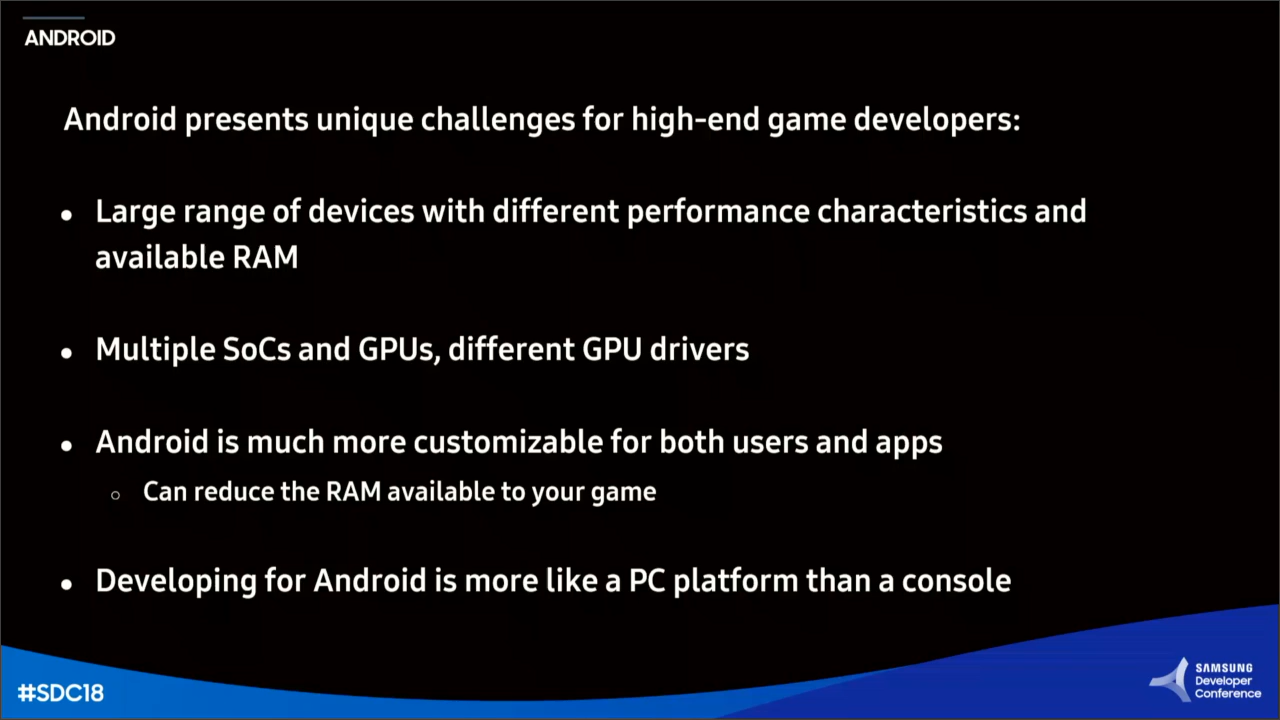 ANDROID
Android presents unique challenges for high-end game developers:
• Large range of devices with different performance characteristics and
available RAM
• Multiple SoCs and GPUs, different GPU drivers
• Android is much more customizable for both users and apps
○ Can reduce the RAM available to your game
• Developing for Android is more like a PC platform than a console
#SDC18
SAMSUNG
Developer
Conference